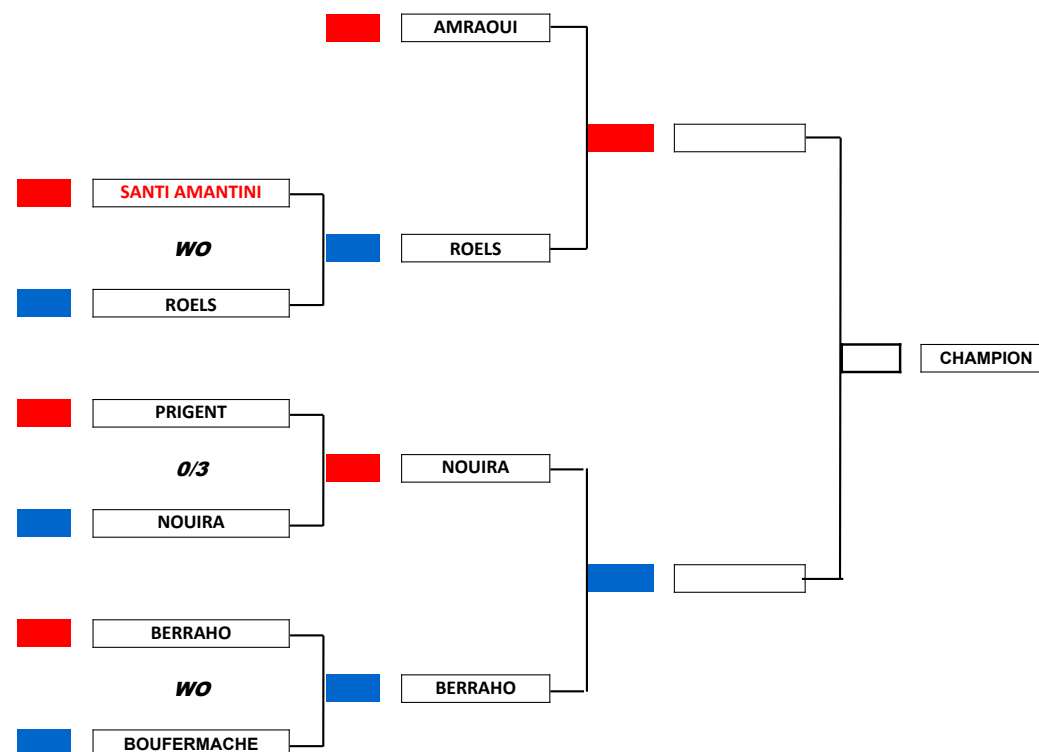 AMRAOUI
SANTI AMANTINI
WO
ROELS
ROELS
CHAMPION
PRIGENT
0/3
NOUIRA
NOUIRA
BERRAHO
WO
BERRAHO
BOUFERMACHE